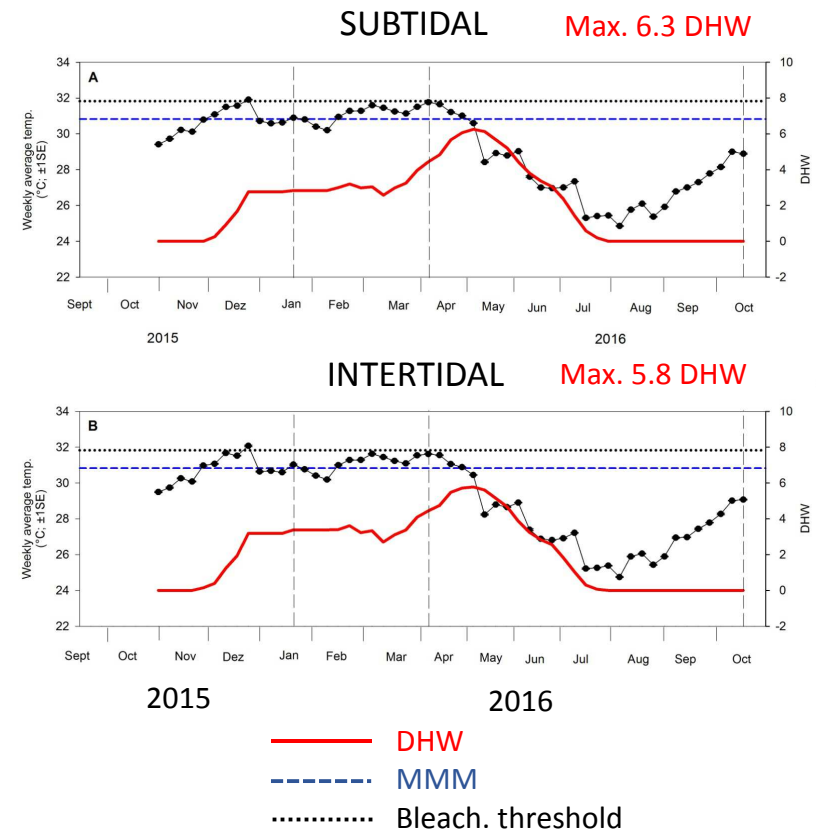 SUBTIDAL Max. 6.3 DHW
A
34
32
30
28
26
24
22
Weekly average temp.
(°C; ±1SE)
10
8
6
4
2
0
-2
DHW
Sept Oct Nov Dez Jan Feb Mar Apr May Jun Jul Aug Sep Oct
2015 2016
INTERTIDAL Max. 5.8 DHW
B
34
32
30
28
26
24
22
Weekly average temp.
(°C; ±1SE)
10
8
6
4
2
0
-2
DHW
Sept Oct Nov Dez Jan Feb Mar Apr May Jun Jul Aug Sep Oct
2015 2016
DHW
MMM
Bleach. threshold